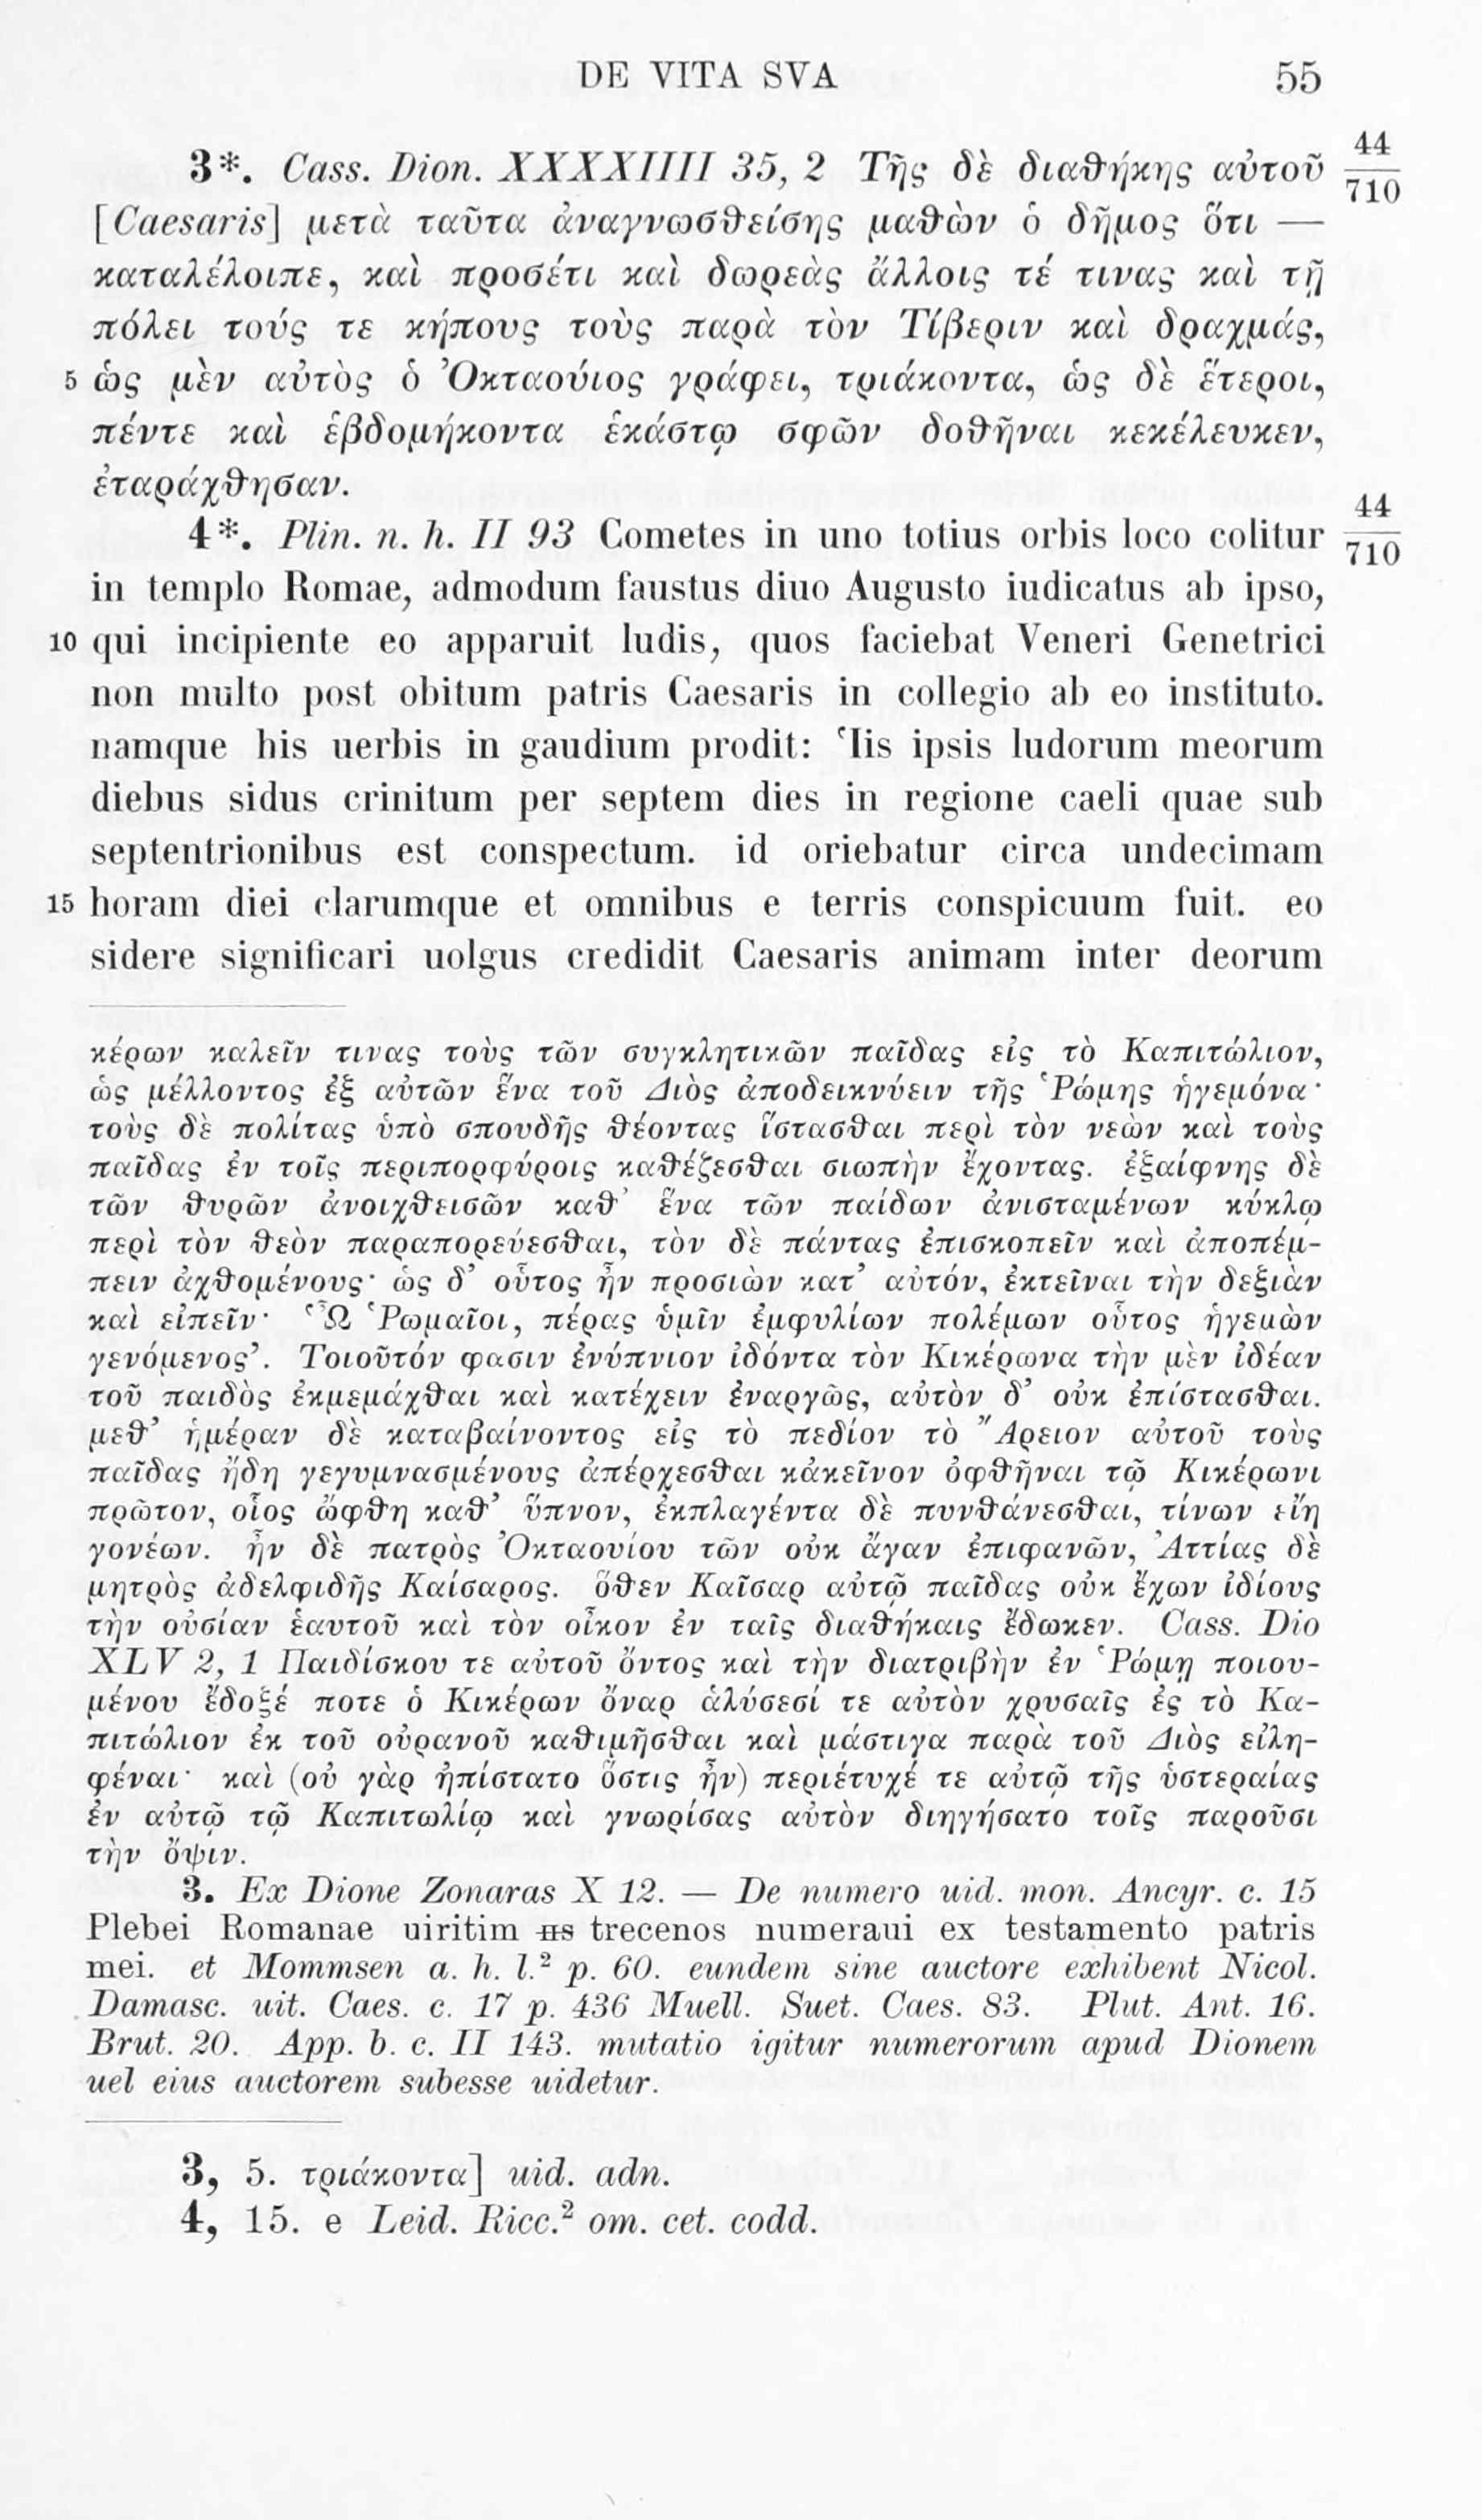 DE VITA SVA 55
3*. Cass. Dion. XXXXIIII 35, 2 Τῆς δὲ διαθήκης αὐτοῦ 44/710
[Caesaris] μετὰ ταῦτα ἀναγνωσθείσης μαθὼν ὁ δῆμος ὅτι —
καταλέλοιπε, καὶ προσέτι καὶ δωρεὰς ἄλλοις τέ τινας καὶ τῇ
πόλει τούς τε κήπους τοὺς παρὰ τὸν Τίβεριν καὶ δραχμάς,
5 ὡς μὲν αὐτὸς ὁ Ὀκταούιος γράφει, τριάκοντα, ὡς δὲ ἕτεροι,
πέντε καὶ ἑβδομήκοντα ἑκάστῳ σφῶν δοθῆναι κεκέλευκεν,
ἐταράχθησαν.
4*. Plin. n. h. II 93 Cometes in uno totius orbis loco colitur 44/710
in templo Romae, admodum faustus diuo Augusto iudicatus ab ipso,
10 qui incipiente eo apparuit ludis, quos faciebat Veneri Genetrici
non multo post obitum patris Caesaris in collegio ab eo instituto.
namque his uerbis in gaudium prodit: ‘Iis ipsis ludorum meorum
diebus sidus crinitum per septem dies in regione caeli quae sub
septentrionibus est conspectum. id oriebatur circa undecimam
15 horam diei clarumque et omnibus e terris conspicuum fuit. eo
sidere significari uolgus credidit Caesaris animam inter deorum
κέρων καλεῖν τινας τοὺς τῶν συγκλητικῶν παῖδας εἰς τὸ Καπιτώλιον,
ὡς μέλλοντος ἐξ αὐτῶν ἕνα τοῦ Διὸς ἀποδεικνύειν τῆς Ῥώμης ἡγεμόνα·
τοὺς δὲ πολίτας ὑπὸ σπουδῆς θέοντας ἵστασθαι περὶ τὸν νεὼν καὶ τοὺς
παῖδας ἐν τοῖς περιπορφύροις καθέζεσθαι σιωπὴν ἔχοντας. ἐξαίφνης δὲ
τῶν θυρῶν ἀνοιχθεισῶν καθ’ ἕνα τῶν παίδων ἀνισταμένων κύκλῳ
περὶ τὸν θεὸν παραπορεύεσθαι, τὸν δὲ πάντας ἐπισκοπεῖν καὶ ἀποπέμ-
πειν ἀχθομένους· ὡς δ’ οὗτος ἦν προσιὼν κατ’ αὐτόν, ἐκτεῖναι τὴν δεξιὰν
καὶ εἰπεῖν· ‘Ὦ Ῥωμαῖοι, πέρας ὑμῖν ἐμφυλίων πολέμων οὗτος ἡγεμὼν
γενόμενος’. Τοιοῦτόν φασιν ἐνύπνιον ἰδόντα τὸν Κικέρωνα τὴν μὲν ἰδέαν
τοῦ παιδὸς ἐκμεμάχθαι καὶ κατέχειν ἐναργῶς, αὐτὸν δ’ οὐκ ἐπίστασθαι.
μεθ’ ἡμέραν δὲ καταβαίνοντος εἰς τὸ πεδίον τὸ Ἄρειον αὐτοῦ τοὺς
παῖδας ἤδη γεγυμνασμένους ἀπέρχεσθαι κἀκεῖνον ὀφθῆναι τῷ Κικέρωνι
πρῶτον, οἷος ὤφθη καθ’ ὕπνον, ἐκπλαγέντα δὲ πυνθάνεσθαι, τίνων εἴη
γονέων. ἦν δὲ πατρὸς Ὀκταουίου τῶν οὐκ ἄγαν ἐπιφανῶν, Ἀττίας δὲ
μητρὸς ἀδελφιδῆς Καίσαρος. ὅθεν Καῖσαρ αὐτῷ παῖδας οὐκ ἔχων ἰδίους
τὴν οὐσίαν ἑαυτοῦ καὶ τὸν οἶκον ἐν ταῖς διαθήκαις ἔδωκεν. Cass. Dio
XLV 2, 1 Παιδίσκου τε αὐτοῦ ὄντος καὶ τὴν διατριβὴν ἐν Ῥώμῃ ποιου-
μένου ἔδοξέ ποτε ὁ Κικέρων ὄναρ ἁλύσεσί τε αὐτὸν χρυσαῖς ἐς τὸ Κα-
πιτώλιον ἐκ τοῦ οὐρανοῦ καθιμῆσθαι καὶ μάστιγα παρὰ τοῦ Διὸς εἰλη-
φέναι· καὶ (οὐ γὰρ ἠπίστατο ὅστις ἦν) περιέτυχέ τε αὐτῷ τῆς ὑστεραίας
ἐν αὐτῷ τῷ Καπιτωλίῳ καὶ γνωρίσας αὐτὸν διηγήσατο τοῖς παροῦσι
τὴν ὄψιν.
3. Ex Dione Zonaras X 12. — De numero uid. mon. Ancyr. c. 15
Plebei Romanae uiritim HS trecenos numeraui ex testamento patris
mei. et Mommsen a. h. l.² p. 60. eundem sine auctore exhibent Nicol.
Damasc. uit. Caes. c. 17 p. 436 Muell. Suet. Caes. 83. Plut. Ant. 16.
Brut. 20. App. b. c. II 143. mutatio igitur numerorum apud Dionem
uel eius auctorem subesse uidetur.
3, 5. τριάκοντα] uid. adn.
4, 15. e Leid. Ricc.² om. cet. codd.